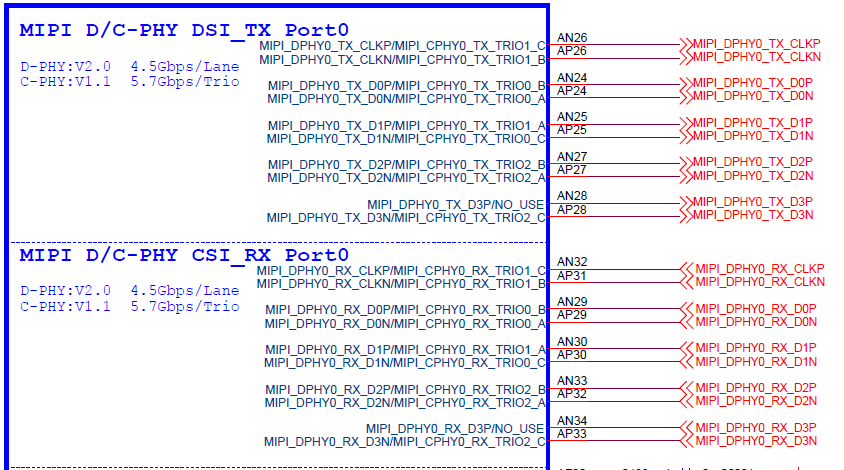 MIPI D/C-PHY DSI_TX Port0
D-PHY:V2.0 4.5Gbps/Lane
C-PHY:V1.1 5.7Gbps/Trio
MIPI_DPHY0_TX_CLKP/MIPI_CPHY0_TX_TRIO1_C AN26 MIPI_DPHY0_TX_CLKP
MIPI_DPHY0_TX_CLKN/MIPI_CPHY0_TX_TRIO1_B AP26 MIPI_DPHY0_TX_CLKN
MIPI_DPHY0_TX_D0P/MIPI_CPHY0_TX_TRIO0_B AN24 MIPI_DPHY0_TX_D0P
MIPI_DPHY0_TX_D0N/MIPI_CPHY0_TX_TRIO0_A AP24 MIPI_DPHY0_TX_D0N
MIPI_DPHY0_TX_D1P/MIPI_CPHY0_TX_TRIO1_A AN25 MIPI_DPHY0_TX_D1P
MIPI_DPHY0_TX_D1N/MIPI_CPHY0_TX_TRIO0_C AP25 MIPI_DPHY0_TX_D1N
MIPI_DPHY0_TX_D2P/MIPI_CPHY0_TX_TRIO2_B AN27 MIPI_DPHY0_TX_D2P
MIPI_DPHY0_TX_D2N/MIPI_CPHY0_TX_TRIO2_A AP27 MIPI_DPHY0_TX_D2N
MIPI_DPHY0_TX_D3P/NO_USE AN28 MIPI_DPHY0_TX_D3P
MIPI_DPHY0_TX_D3N/MIPI_CPHY0_TX_TRIO2_C AP28 MIPI_DPHY0_TX_D3N
MIPI D/C-PHY CSI_RX Port0
D-PHY:V2.0 4.5Gbps/Lane
C-PHY:V1.1 5.7Gbps/Trio
MIPI_DPHY0_RX_CLKP/MIPI_CPHY0_RX_TRIO1_C AN32 MIPI_DPHY0_RX_CLKP
MIPI_DPHY0_RX_CLKN/MIPI_CPHY0_RX_TRIO1_B AP31 MIPI_DPHY0_RX_CLKN
MIPI_DPHY0_RX_D0P/MIPI_CPHY0_RX_TRIO0_B AN29 MIPI_DPHY0_RX_D0P
MIPI_DPHY0_RX_D0N/MIPI_CPHY0_RX_TRIO0_A AP29 MIPI_DPHY0_RX_D0N
MIPI_DPHY0_RX_D1P/MIPI_CPHY0_RX_TRIO1_A AN30 MIPI_DPHY0_RX_D1P
MIPI_DPHY0_RX_D1N/MIPI_CPHY0_RX_TRIO0_C AP30 MIPI_DPHY0_RX_D1N
MIPI_DPHY0_RX_D2P/MIPI_CPHY0_RX_TRIO2_B AN33 MIPI_DPHY0_RX_D2P
MIPI_DPHY0_RX_D2N/MIPI_CPHY0_RX_TRIO2_A AP32 MIPI_DPHY0_RX_D2N
MIPI_DPHY0_RX_D3P/NO_USE AN34 MIPI_DPHY0_RX_D3P
MIPI_DPHY0_RX_D3N/MIPI_CPHY0_RX_TRIO2_C AP33 MIPI_DPHY0_RX_D3N